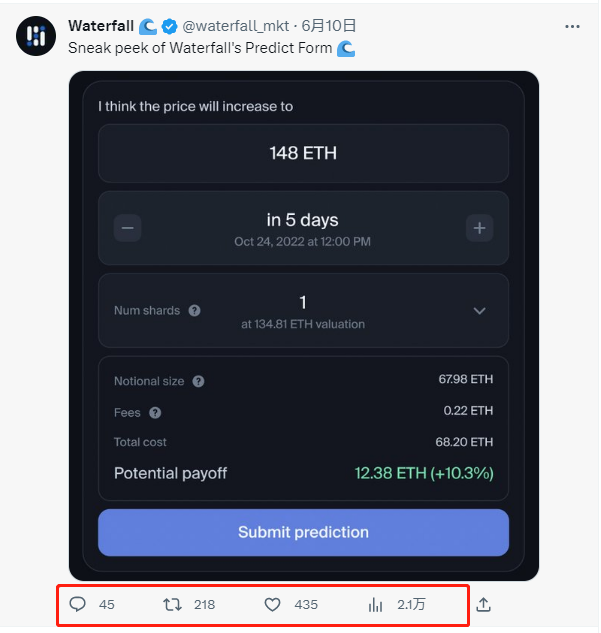 Waterfall 🌊 @waterfall_mkt · 6月10日
Sneak peek of Waterfall's Predict Form 🌊
I think the price will increase to
148 ETH
in 5 days
Oct 24, 2022 at 12:00 PM
Num shards
1
at 134.81 ETH valuation
Notional size 67.98 ETH
Fees 0.22 ETH
Total cost 68.20 ETH
Potential payoff 12.38 ETH (+10.3%)
Submit prediction
45 218 435 2.1万